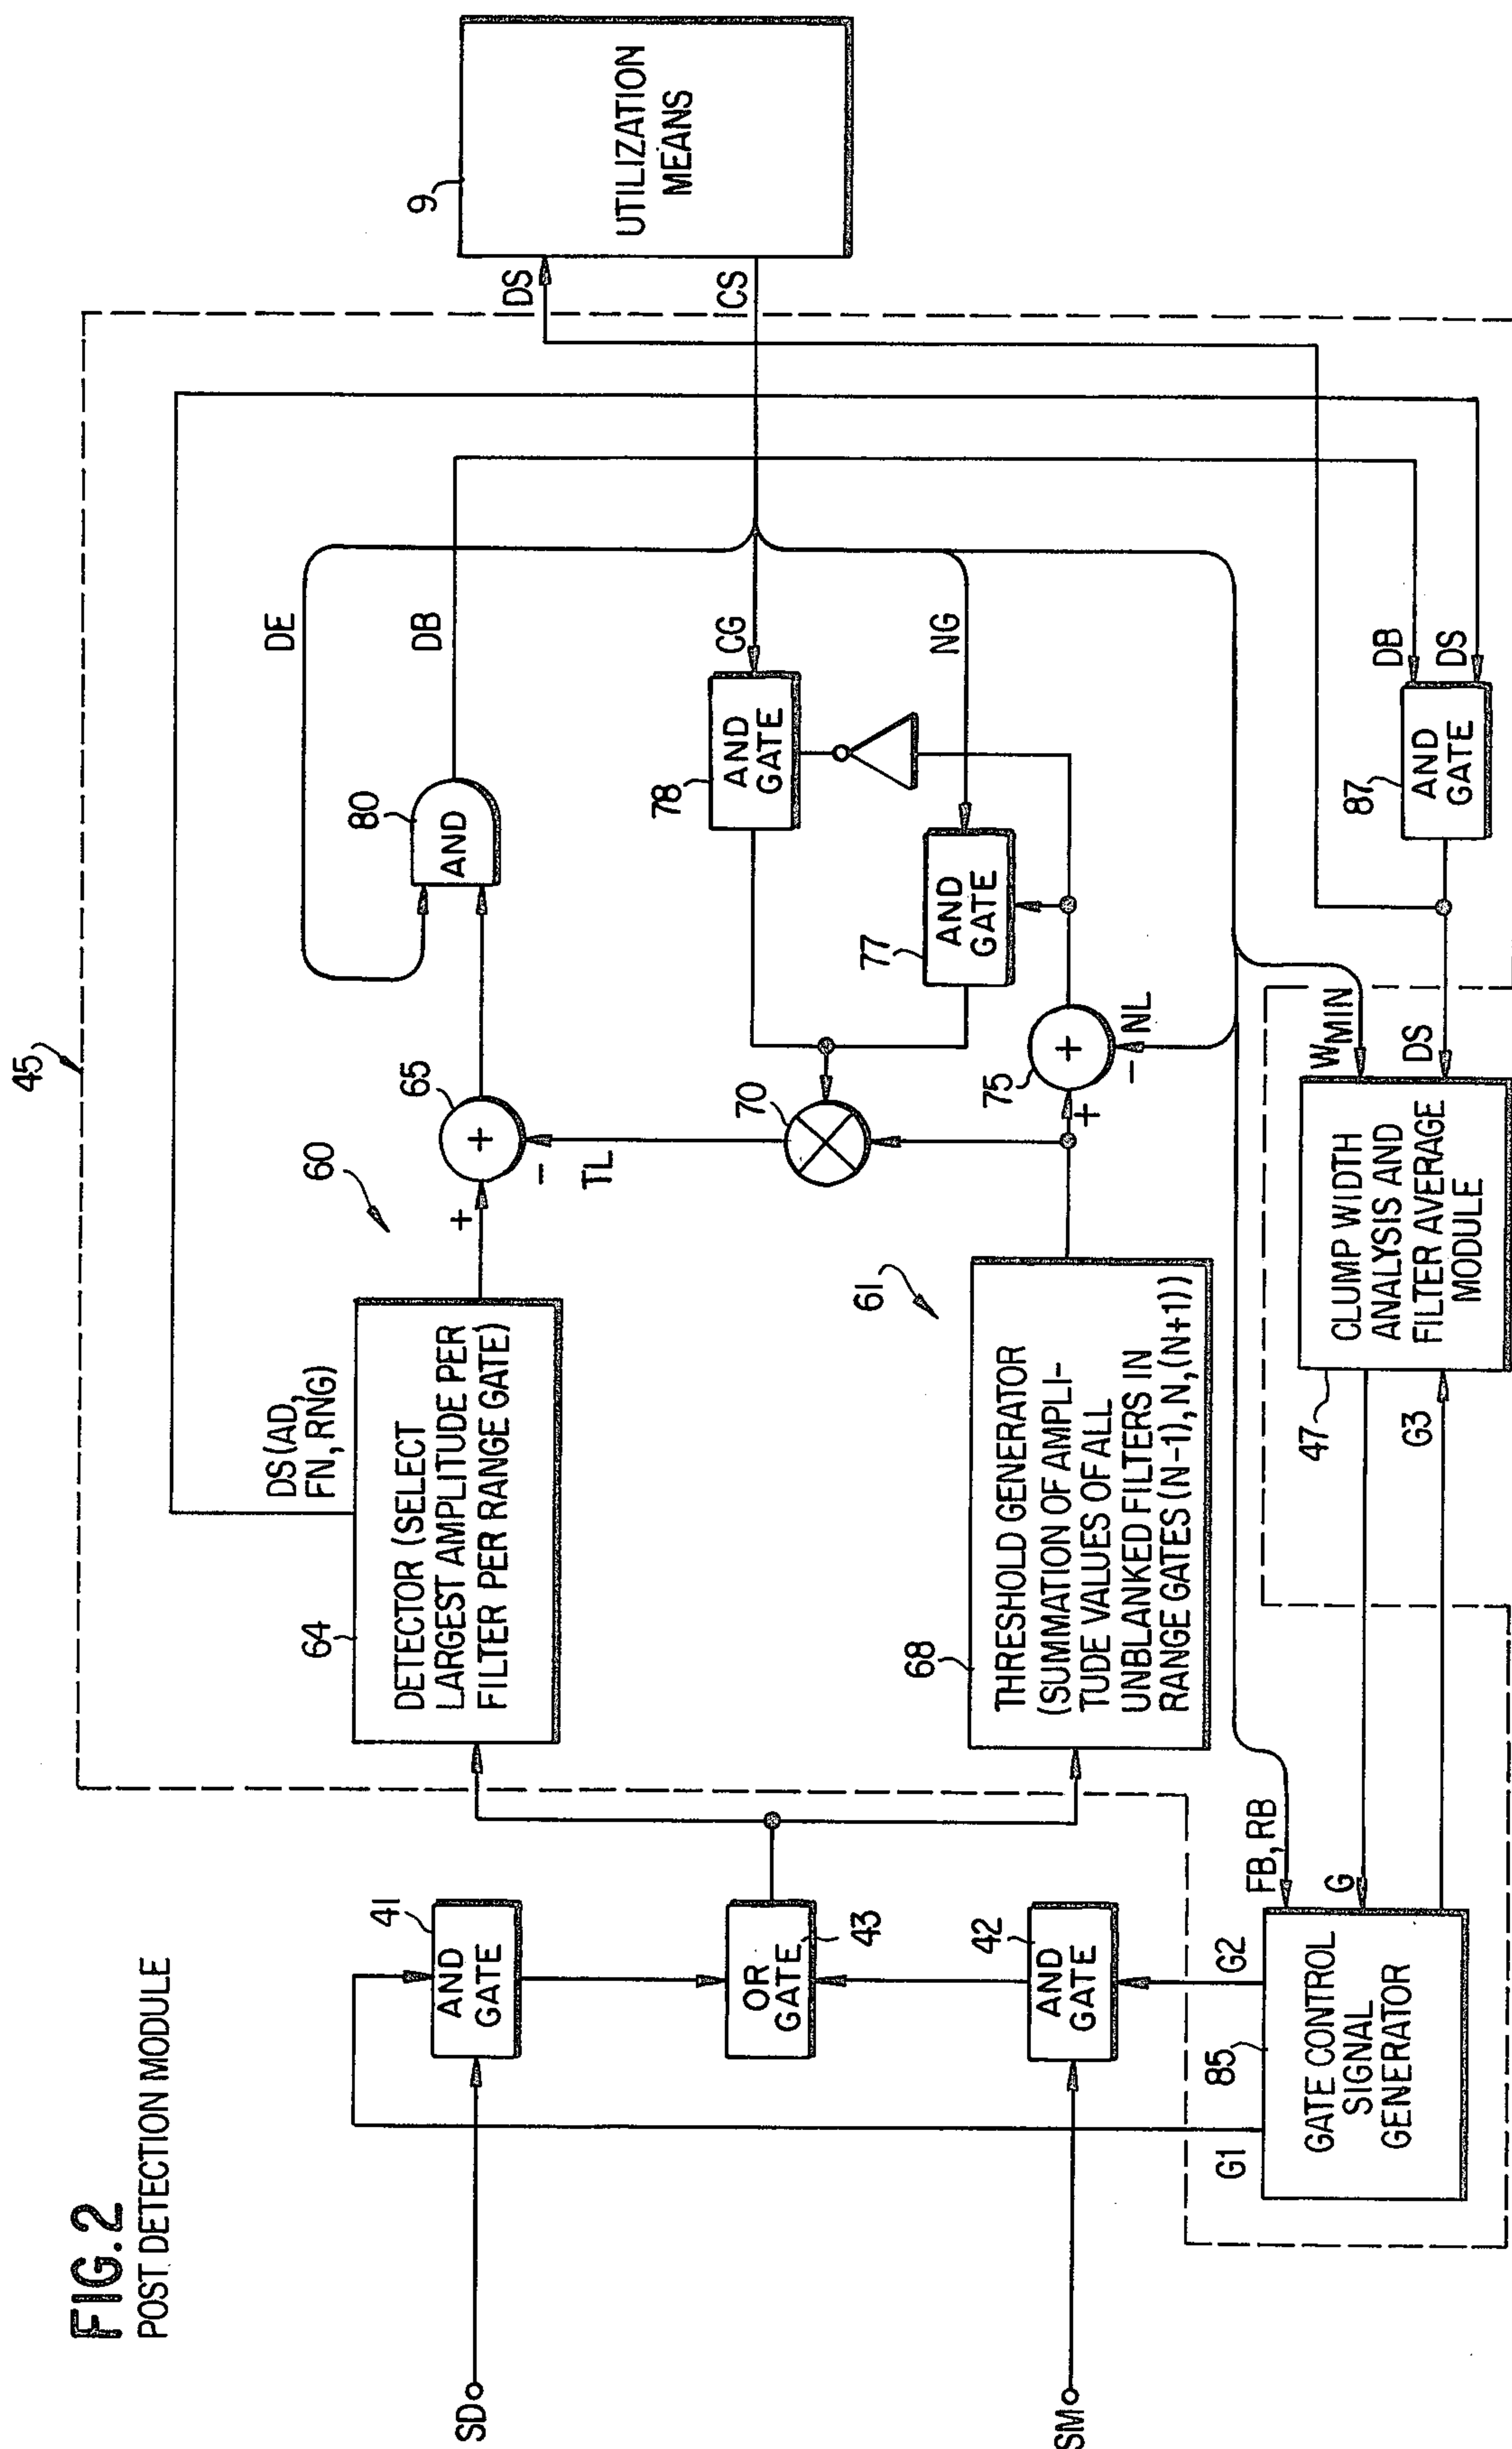 FIG.2
POST DETECTION MODULE
45
SD
SM
41
AND
GATE
OR
GATE
43
42
AND
GATE
G1
G2
85
GATE CONTROL
SIGNAL
GENERATOR
FB, RB
G
G3
60
64
DETECTOR (SELECT
LARGEST AMPLITUDE PER
FILTER PER RANGE GATE)
DS(AD,
FN, RNG)
61
68
THRESHOLD GENERATOR
(SUMMATION OF AMPLI-
TUDE VALUES OF ALL
UNBLANKED FILTERS IN
RANGE GATES (N-1), N, (N+1))
+
65
+
-
TL
70
75
+
+
-
NL
80
AND
DE
DB
78
AND
GATE
CG
77
AND
GATE
NG
47
CLUMP WIDTH
ANALYSIS AND
FILTER AVERAGE
MODULE
WMIN
DS
87
AND
GATE
DB
DS
DS
CS
9
UTILIZATION
MEANS